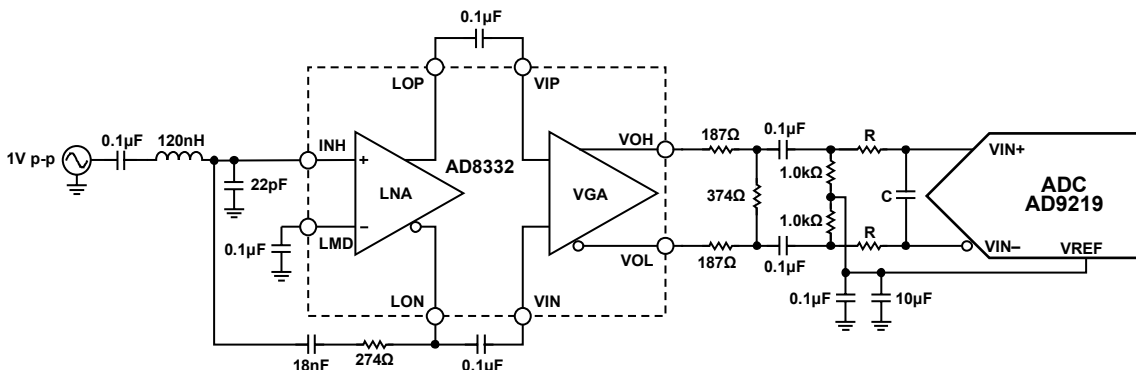 0.1µF
LOP
VIP
0.1µF
120nH
1V p-p
INH
+
AD8332
VOH
187Ω
0.1µF
R
VIN+
22pF
LNA
VGA
374Ω
1.0kΩ
C
ADC
AD9219
1.0kΩ
–
LMD
0.1µF
R
VIN–
VOL
187Ω
0.1µF
VREF
LON
VIN
0.1µF
10µF
18nF
274Ω
0.1µF